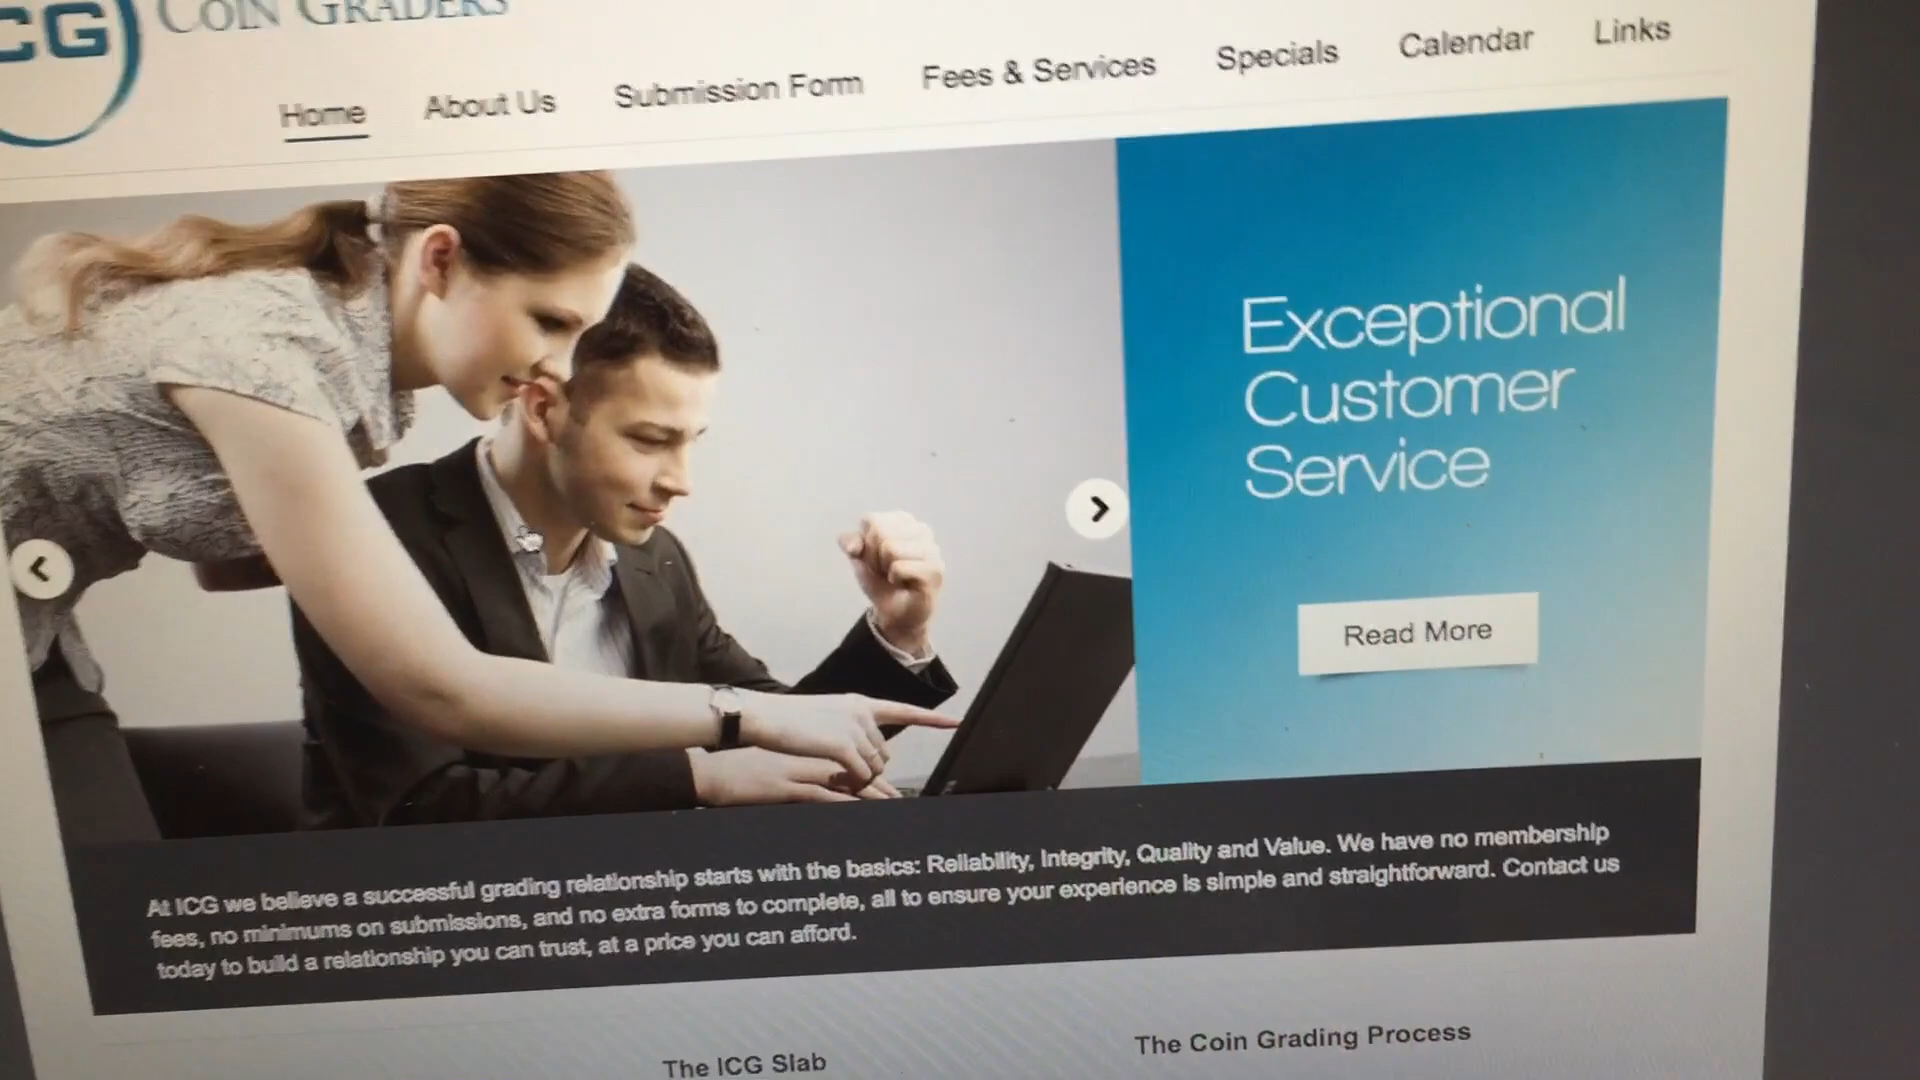 CG
COIN GRADERS
Home About Us Submission Form Fees & Services Specials Calendar Links
Exceptional
Customer
Service
Read More
At ICG we believe a successful grading relationship starts with the basics: Reliability, Integrity, Quality and Value. We have no membership
fees, no minimums on submissions, and no extra forms to complete, all to ensure your experience is simple and straightforward. Contact us
today to build a relationship you can trust, at a price you can afford.
The ICG Slab
The Coin Grading Process